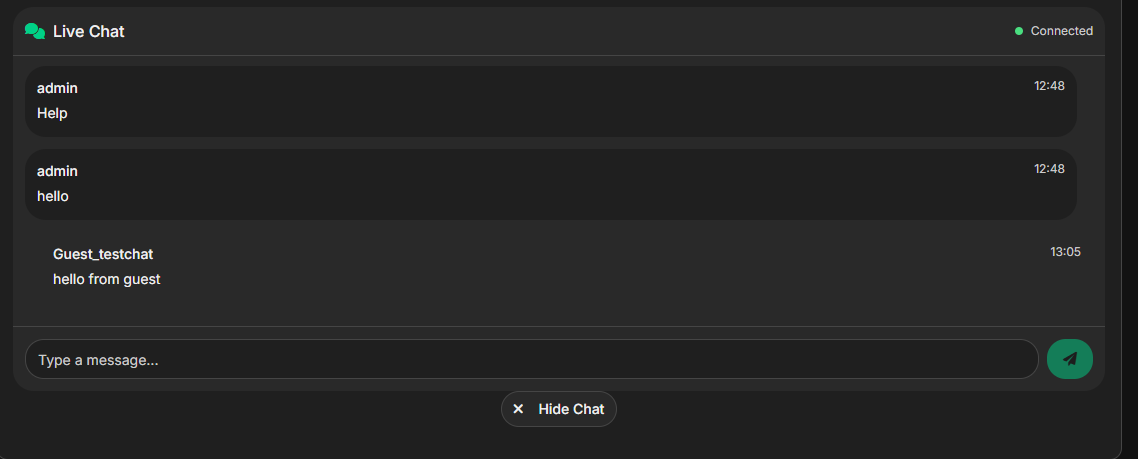 Live Chat
Connected
admin
12:48
Help
admin
12:48
hello
Guest_testchat
13:05
hello from guest
Type a message...
Hide Chat